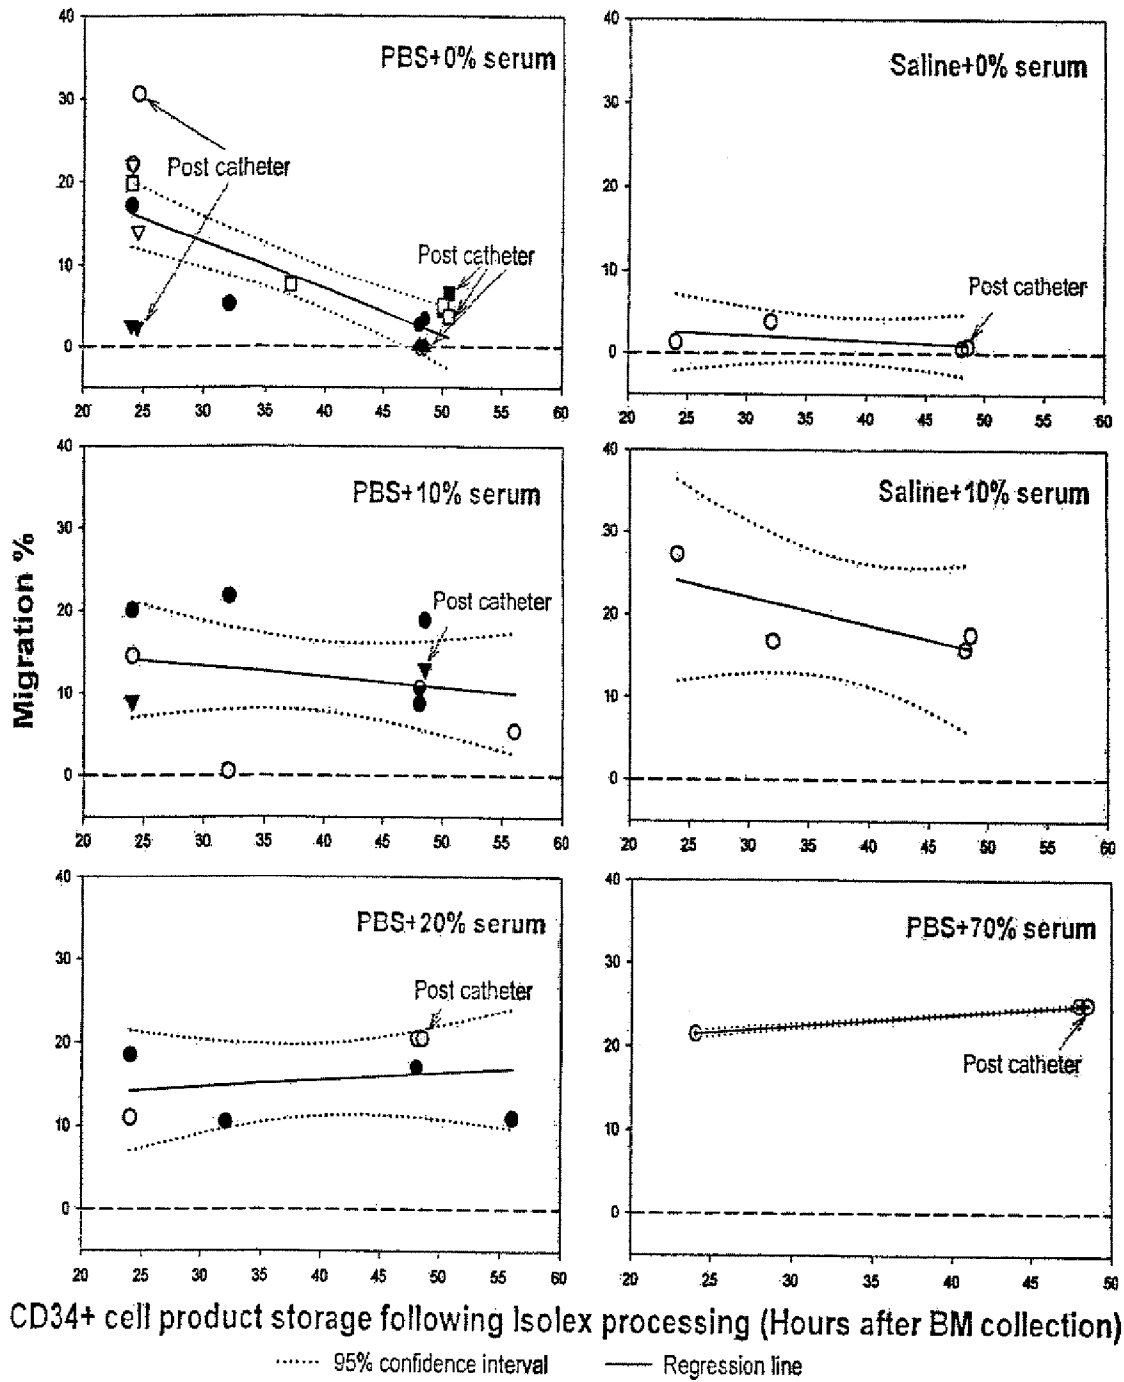 40
PBS+0% serum
30
Post catheter
20
Post catheter
10
0
20 25 30 35 40 45 50 55 60
40
Saline+0% serum
30
20
10
Post catheter
0
20 25 30 35 40 45 50 55 60
Migration %
40
PBS+10% serum
30
20
Post catheter
10
0
20 25 30 35 40 45 50 55 60
40
Saline+10% serum
30
20
10
0
20 25 30 35 40 45 50 55 60
40
PBS+20% serum
30
Post catheter
20
10
0
20 25 30 35 40 45 50 55 60
40
PBS+70% serum
30
20
Post catheter
10
0
25 30 35 40 45 50
CD34+ cell product storage following Isolex processing (Hours after BM collection)
95% confidence interval Regression line